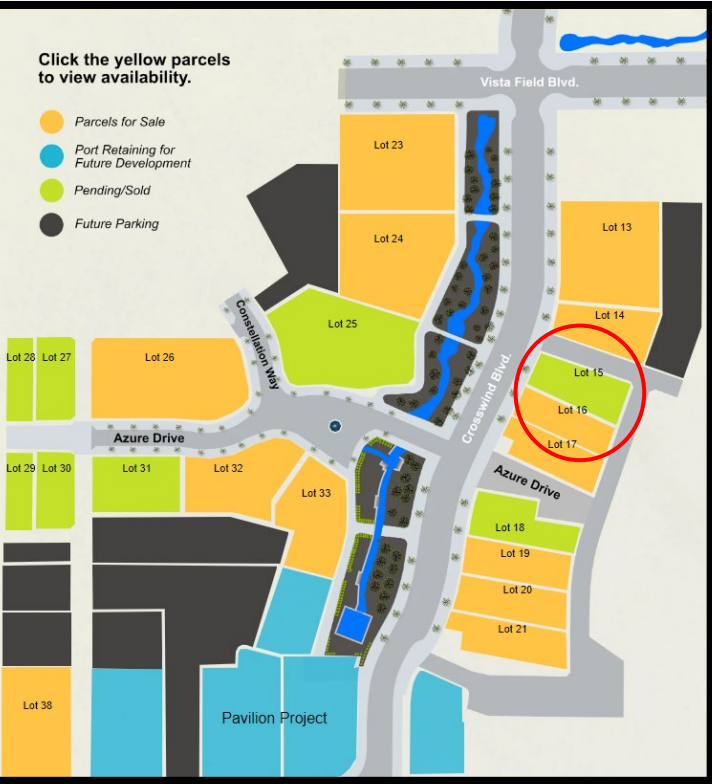 Click the yellow parcels
to view availability.
Parcels for Sale
Port Retaining for
Future Development
Pending/Sold
Future Parking
Vista Field Blvd.
Lot 23
Lot 24
Lot 13
Lot 14
Lot 25
Constellation Way
Crosswind Blvd.
Lot 28
Lot 27
Lot 26
Lot 15
Lot 16
Lot 17
Azure Drive
Lot 29
Lot 30
Lot 31
Lot 32
Lot 33
Azure Drive
Lot 18
Lot 19
Lot 20
Lot 21
Lot 38
Pavilion Project